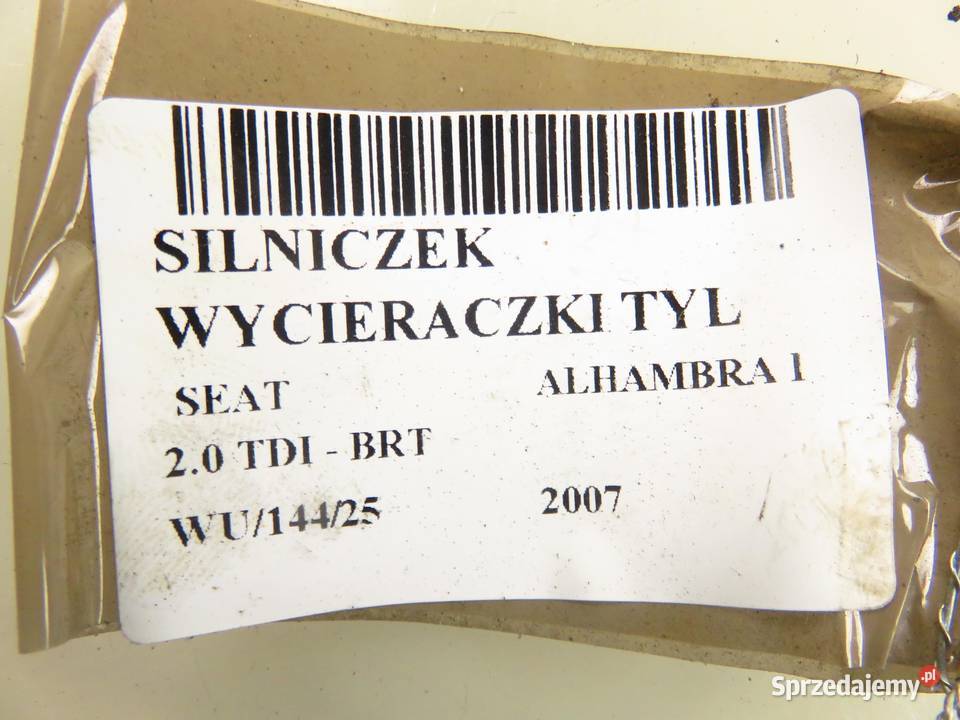 SILNICZEK
WYCIERACZKI TYL
SEAT ALHAMBRA I
2.0 TDI - BRT
WU/144/25 2007
Sprzedajemy.pl